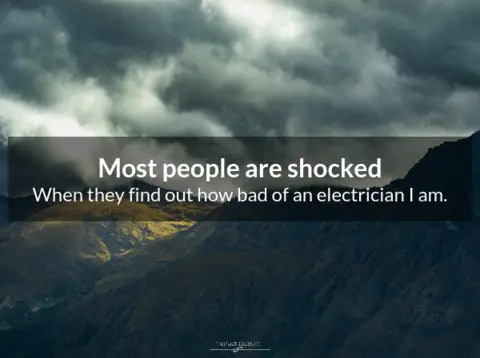 Most people are shocked
When they find out how bad of an electrician I am.